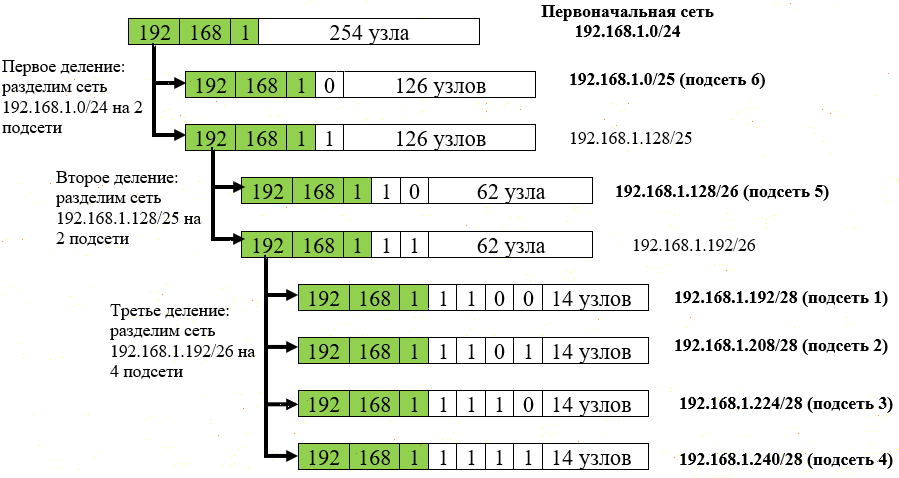 Первоначальная сеть
192 168 1 254 узла 192.168.1.0/24
Первое деление:
разделим сеть
192.168.1.0/24 на 2
подсети
192 168 1 0 126 узлов 192.168.1.0/25 (подсеть 6)
192 168 1 1 126 узлов 192.168.1.128/25
Второе деление:
разделим сеть
192.168.1.128/25 на
2 подсети
192 168 1 1 0 62 узла 192.168.1.128/26 (подсеть 5)
192 168 1 1 1 62 узла 192.168.1.192/26
Третье деление:
разделим сеть
192.168.1.192/26 на
4 подсети
192 168 1 1 1 0 0 14 узлов 192.168.1.192/28 (подсеть 1)
192 168 1 1 1 0 1 14 узлов 192.168.1.208/28 (подсеть 2)
192 168 1 1 1 1 0 14 узлов 192.168.1.224/28 (подсеть 3)
192 168 1 1 1 1 1 14 узлов 192.168.1.240/28 (подсеть 4)